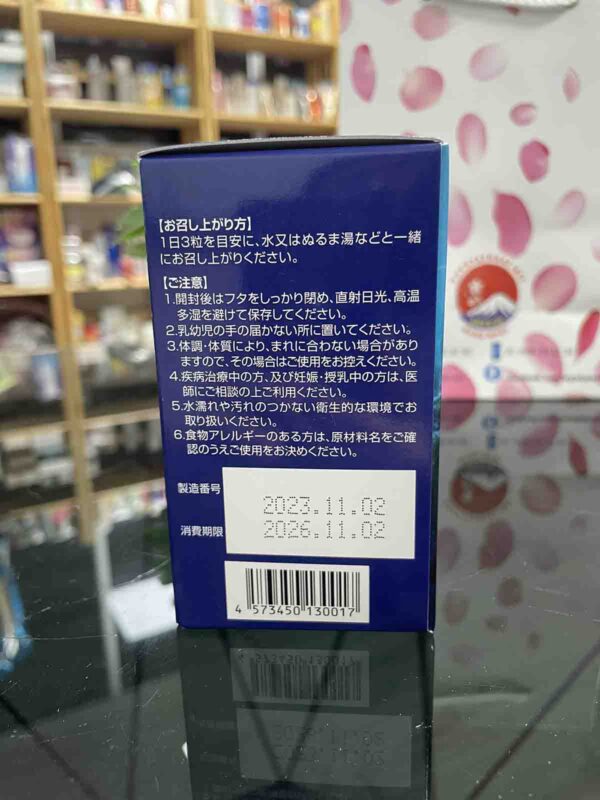 【お召し上がり方】
1日3粒を目安に、水又はぬるま湯などと一緒
にお召し上がりください。
【ご注意】
1.開封後はフタをしっかり閉め、直射日光、高温
多湿を避けて保存してください。
2.乳幼児の手の届かない所に置いてください。
3.体調・体質により、まれに合わない場合があり
ますので、その場合はご使用をお控えください。
4.疾病治療中の方、及び妊娠・授乳中の方は、医
師にご相談の上ご利用ください。
5.水濡れや汚れのつかない衛生的な環境でお
取り扱いください。
6.食物アレルギーのある方は、原材料名をご確
認のうえご使用をお決めください。
製造番号 2023.11.02
消費期限 2026.11.02
4 573450 130017